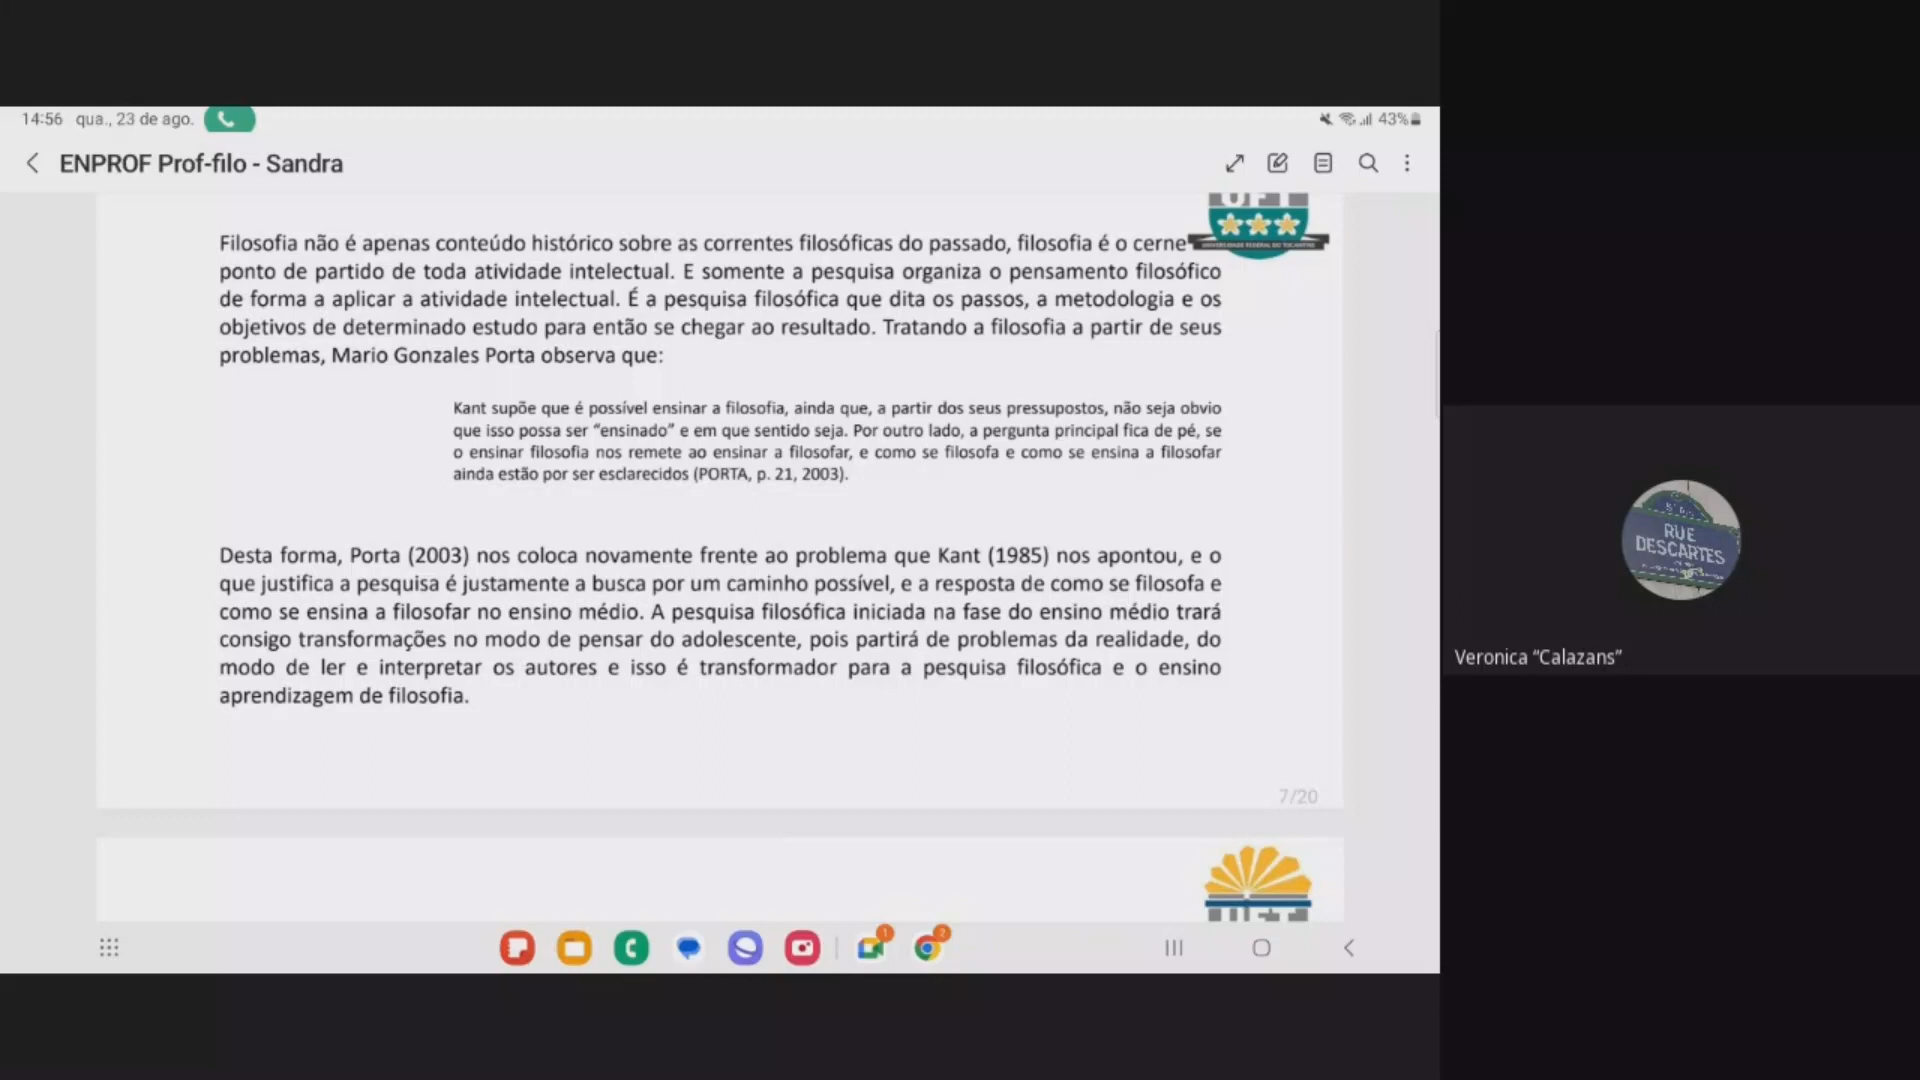 14:56 qua., 23 de ago.
43%
ENPROF Prof-filo - Sandra
UNIVERSIDADE FEDERAL DO TOCANTINS
Filosofia não é apenas conteúdo histórico sobre as correntes filosóficas do passado, filosofia é o cerne
ponto de partido de toda atividade intelectual. E somente a pesquisa organiza o pensamento filosófico
de forma a aplicar a atividade intelectual. É a pesquisa filosófica que dita os passos, a metodologia e os
objetivos de determinado estudo para então se chegar ao resultado. Tratando a filosofia a partir de seus
problemas, Mario Gonzales Porta observa que:
Kant supõe que é possível ensinar a filosofia, ainda que, a partir dos seus pressupostos, não seja obvio
que isso possa ser “ensinado” e em que sentido seja. Por outro lado, a pergunta principal fica de pé, se
o ensinar filosofia nos remete ao ensinar a filosofar, e como se filosofa e como se ensina a filosofar
ainda estão por ser esclarecidos (PORTA, p. 21, 2003).
Desta forma, Porta (2003) nos coloca novamente frente ao problema que Kant (1985) nos apontou, e o
que justifica a pesquisa é justamente a busca por um caminho possível, e a resposta de como se filosofa e
como se ensina a filosofar no ensino médio. A pesquisa filosófica iniciada na fase do ensino médio trará
consigo transformações no modo de pensar do adolescente, pois partirá de problemas da realidade, do
modo de ler e interpretar os autores e isso é transformador para a pesquisa filosófica e o ensino
aprendizagem de filosofia.
7/20
1
2
RUE
DESCARTES
Veronica “Calazans”